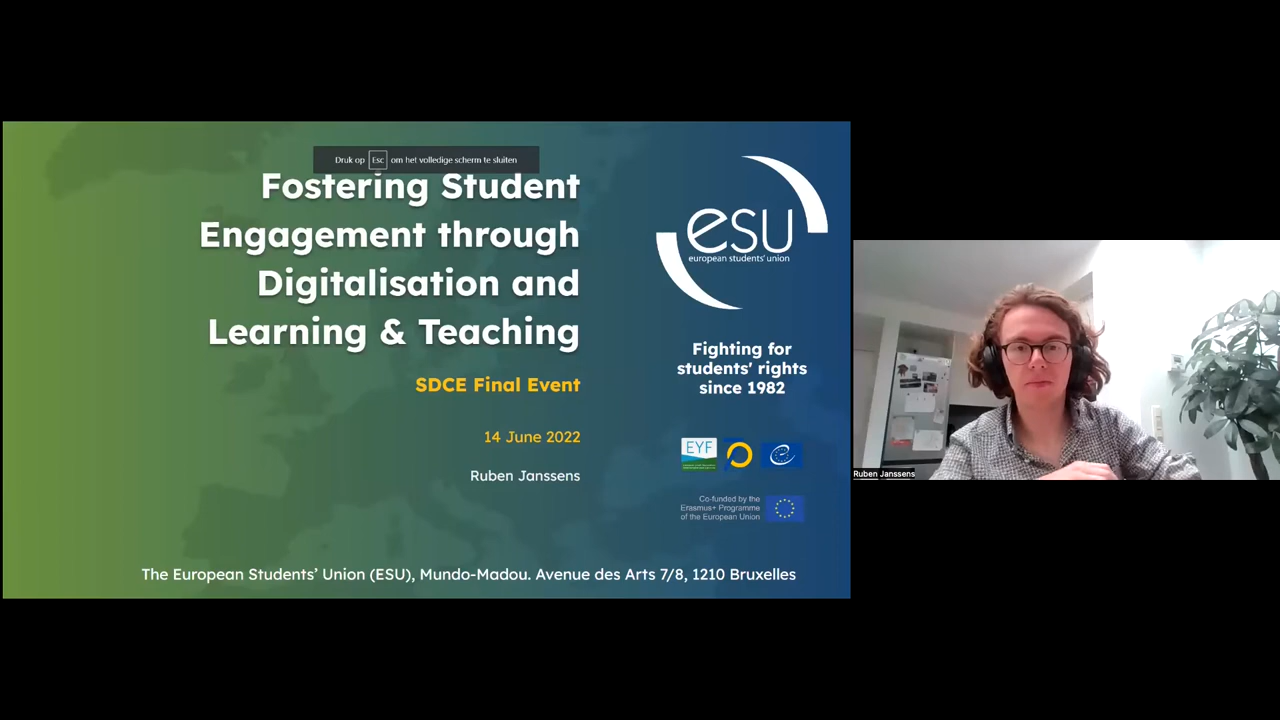 Druk op Esc om het volledige scherm te sluiten
Fostering Student
Engagement through
Digitalisation and
Learning & Teaching
SDCE Final Event
14 June 2022
Ruben Janssens
esu
european students' union
Fighting for
students' rights
since 1982
EYF
Co-funded by the
Erasmus+ Programme
of the European Union
The European Students’ Union (ESU), Mundo-Madou. Avenue des Arts 7/8, 1210 Bruxelles
Ruben Janssens